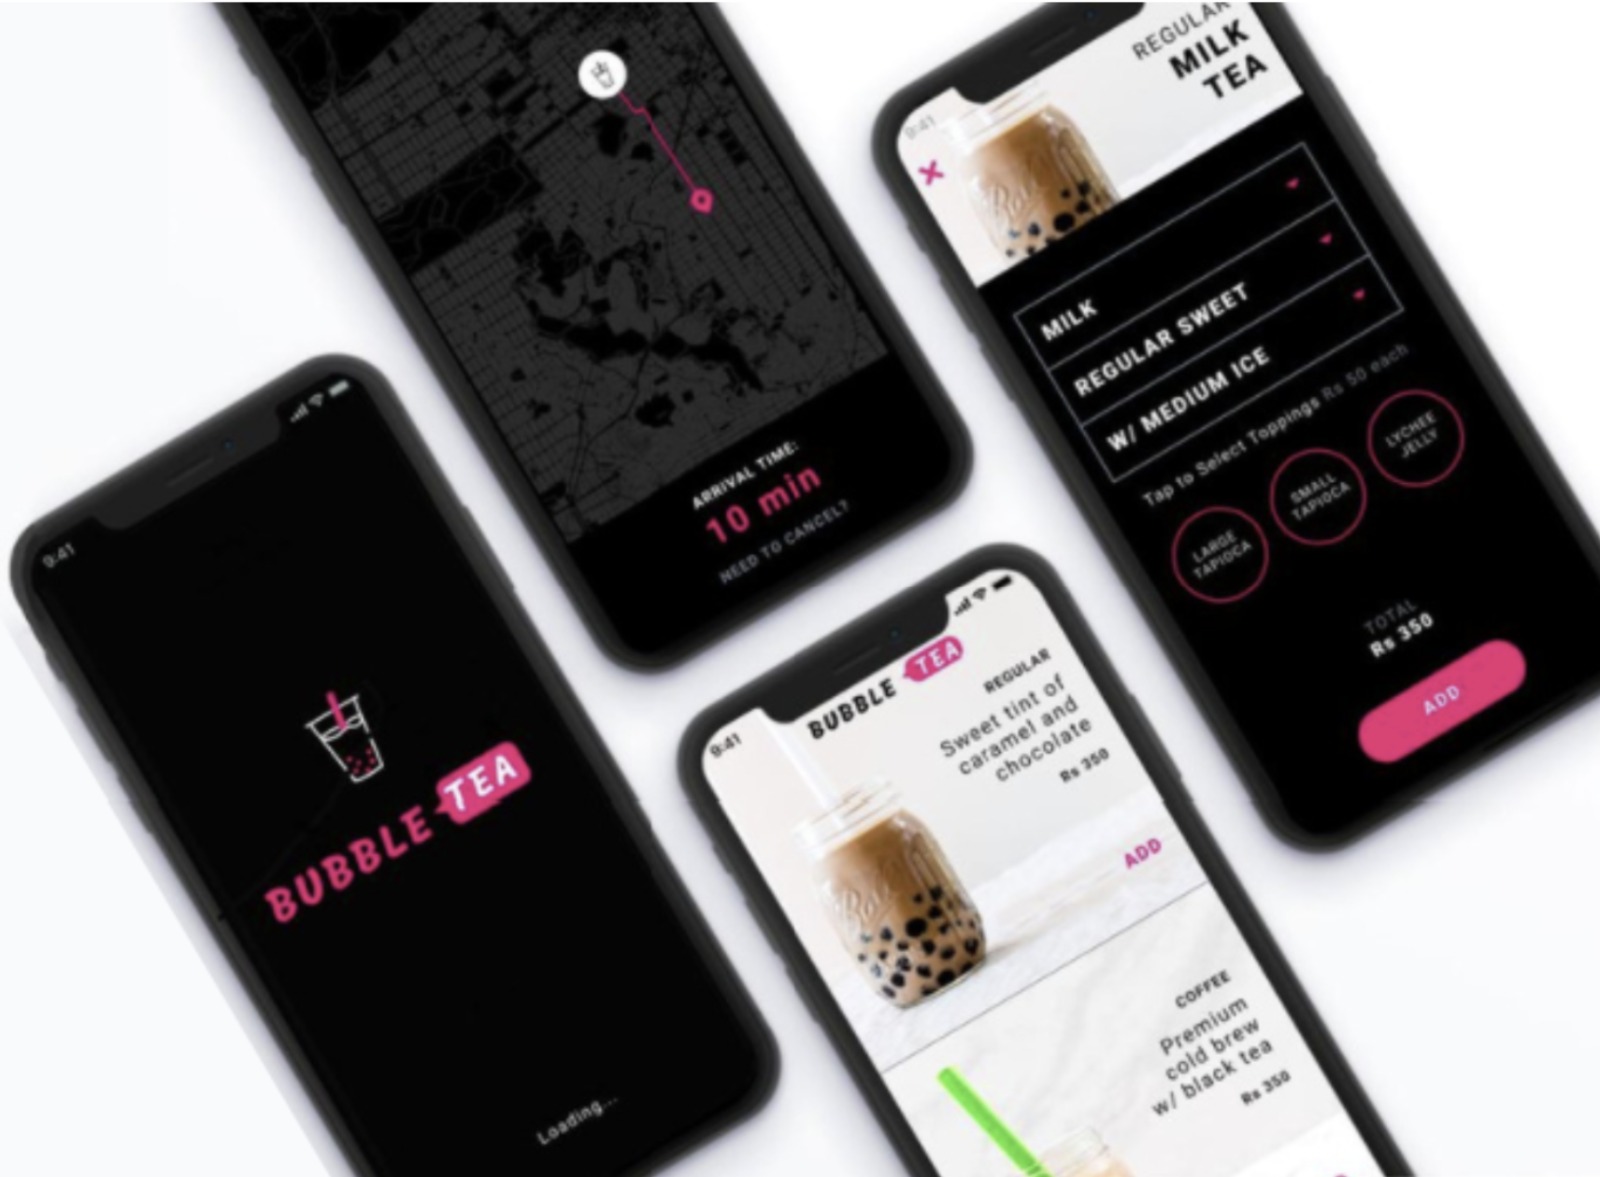 9:41
BUBBLE TEA
Loading...
ARRIVAL TIME:
10 min
NEED TO CANCEL?
9:41
BUBBLE TEA
REGULAR
Sweet tint of
caramel and
chocolate
Rs 350
ADD
COFFEE
Premium
cold brew
w/ black tea
Rs 350
9:41
REGULAR
MILK
TEA
MILK
REGULAR SWEET
W/ MEDIUM ICE
Tap to Select Toppings Rs 50 each
LARGE
TAPIOCA
SMALL
TAPIOCA
LYCHEE
JELLY
TOTAL
Rs 350
ADD